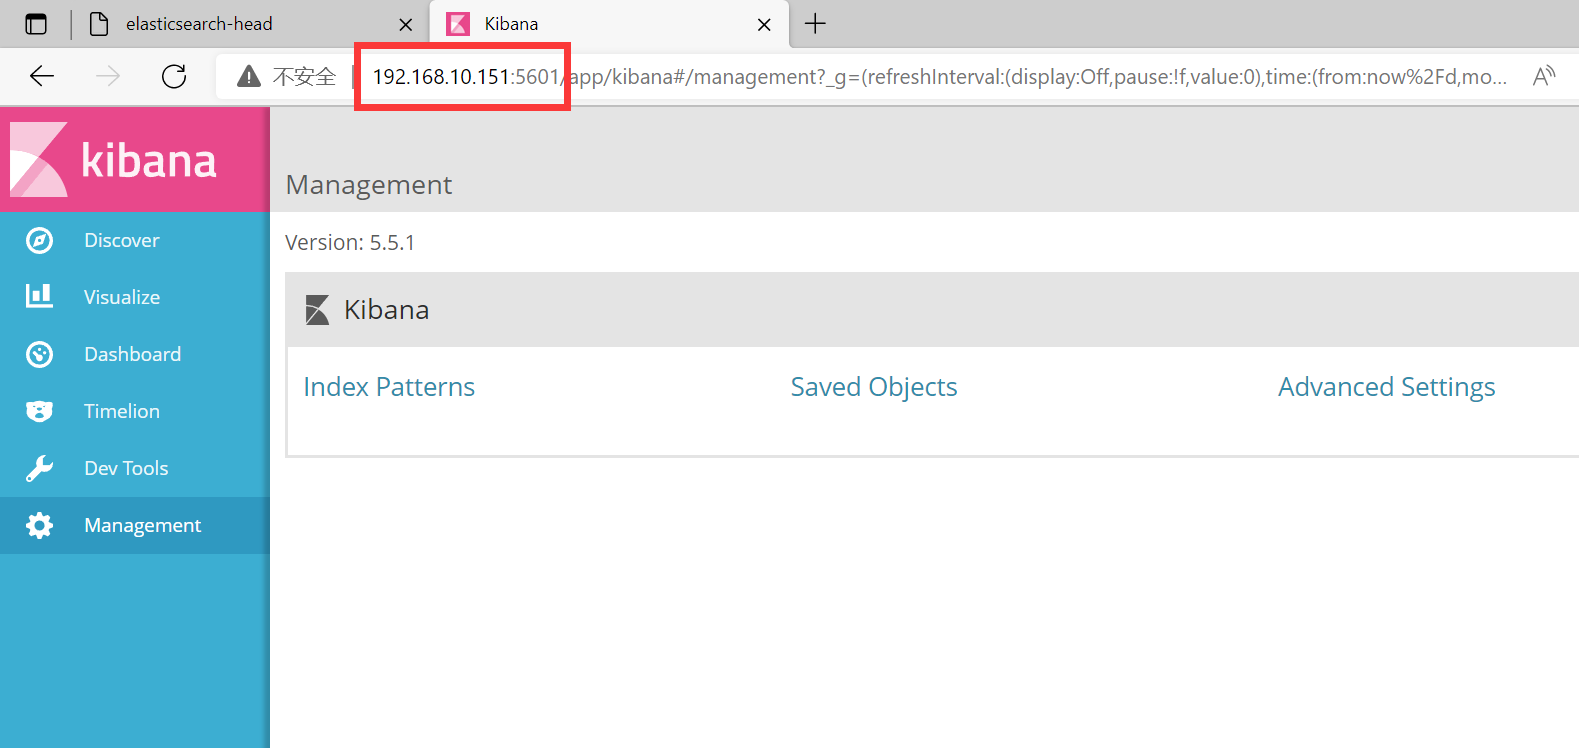 elasticsearch-head
Kibana
不安全
192.168.10.151:5601/app/kibana#/management?_g=(refreshInterval:(display:Off,pause:!f,value:0),time:(from:now%2Fd,mo...
A
kibana
Management
Discover
Version: 5.5.1
Visualize
Kibana
Dashboard
Index Patterns
Saved Objects
Advanced Settings
Timelion
Dev Tools
Management